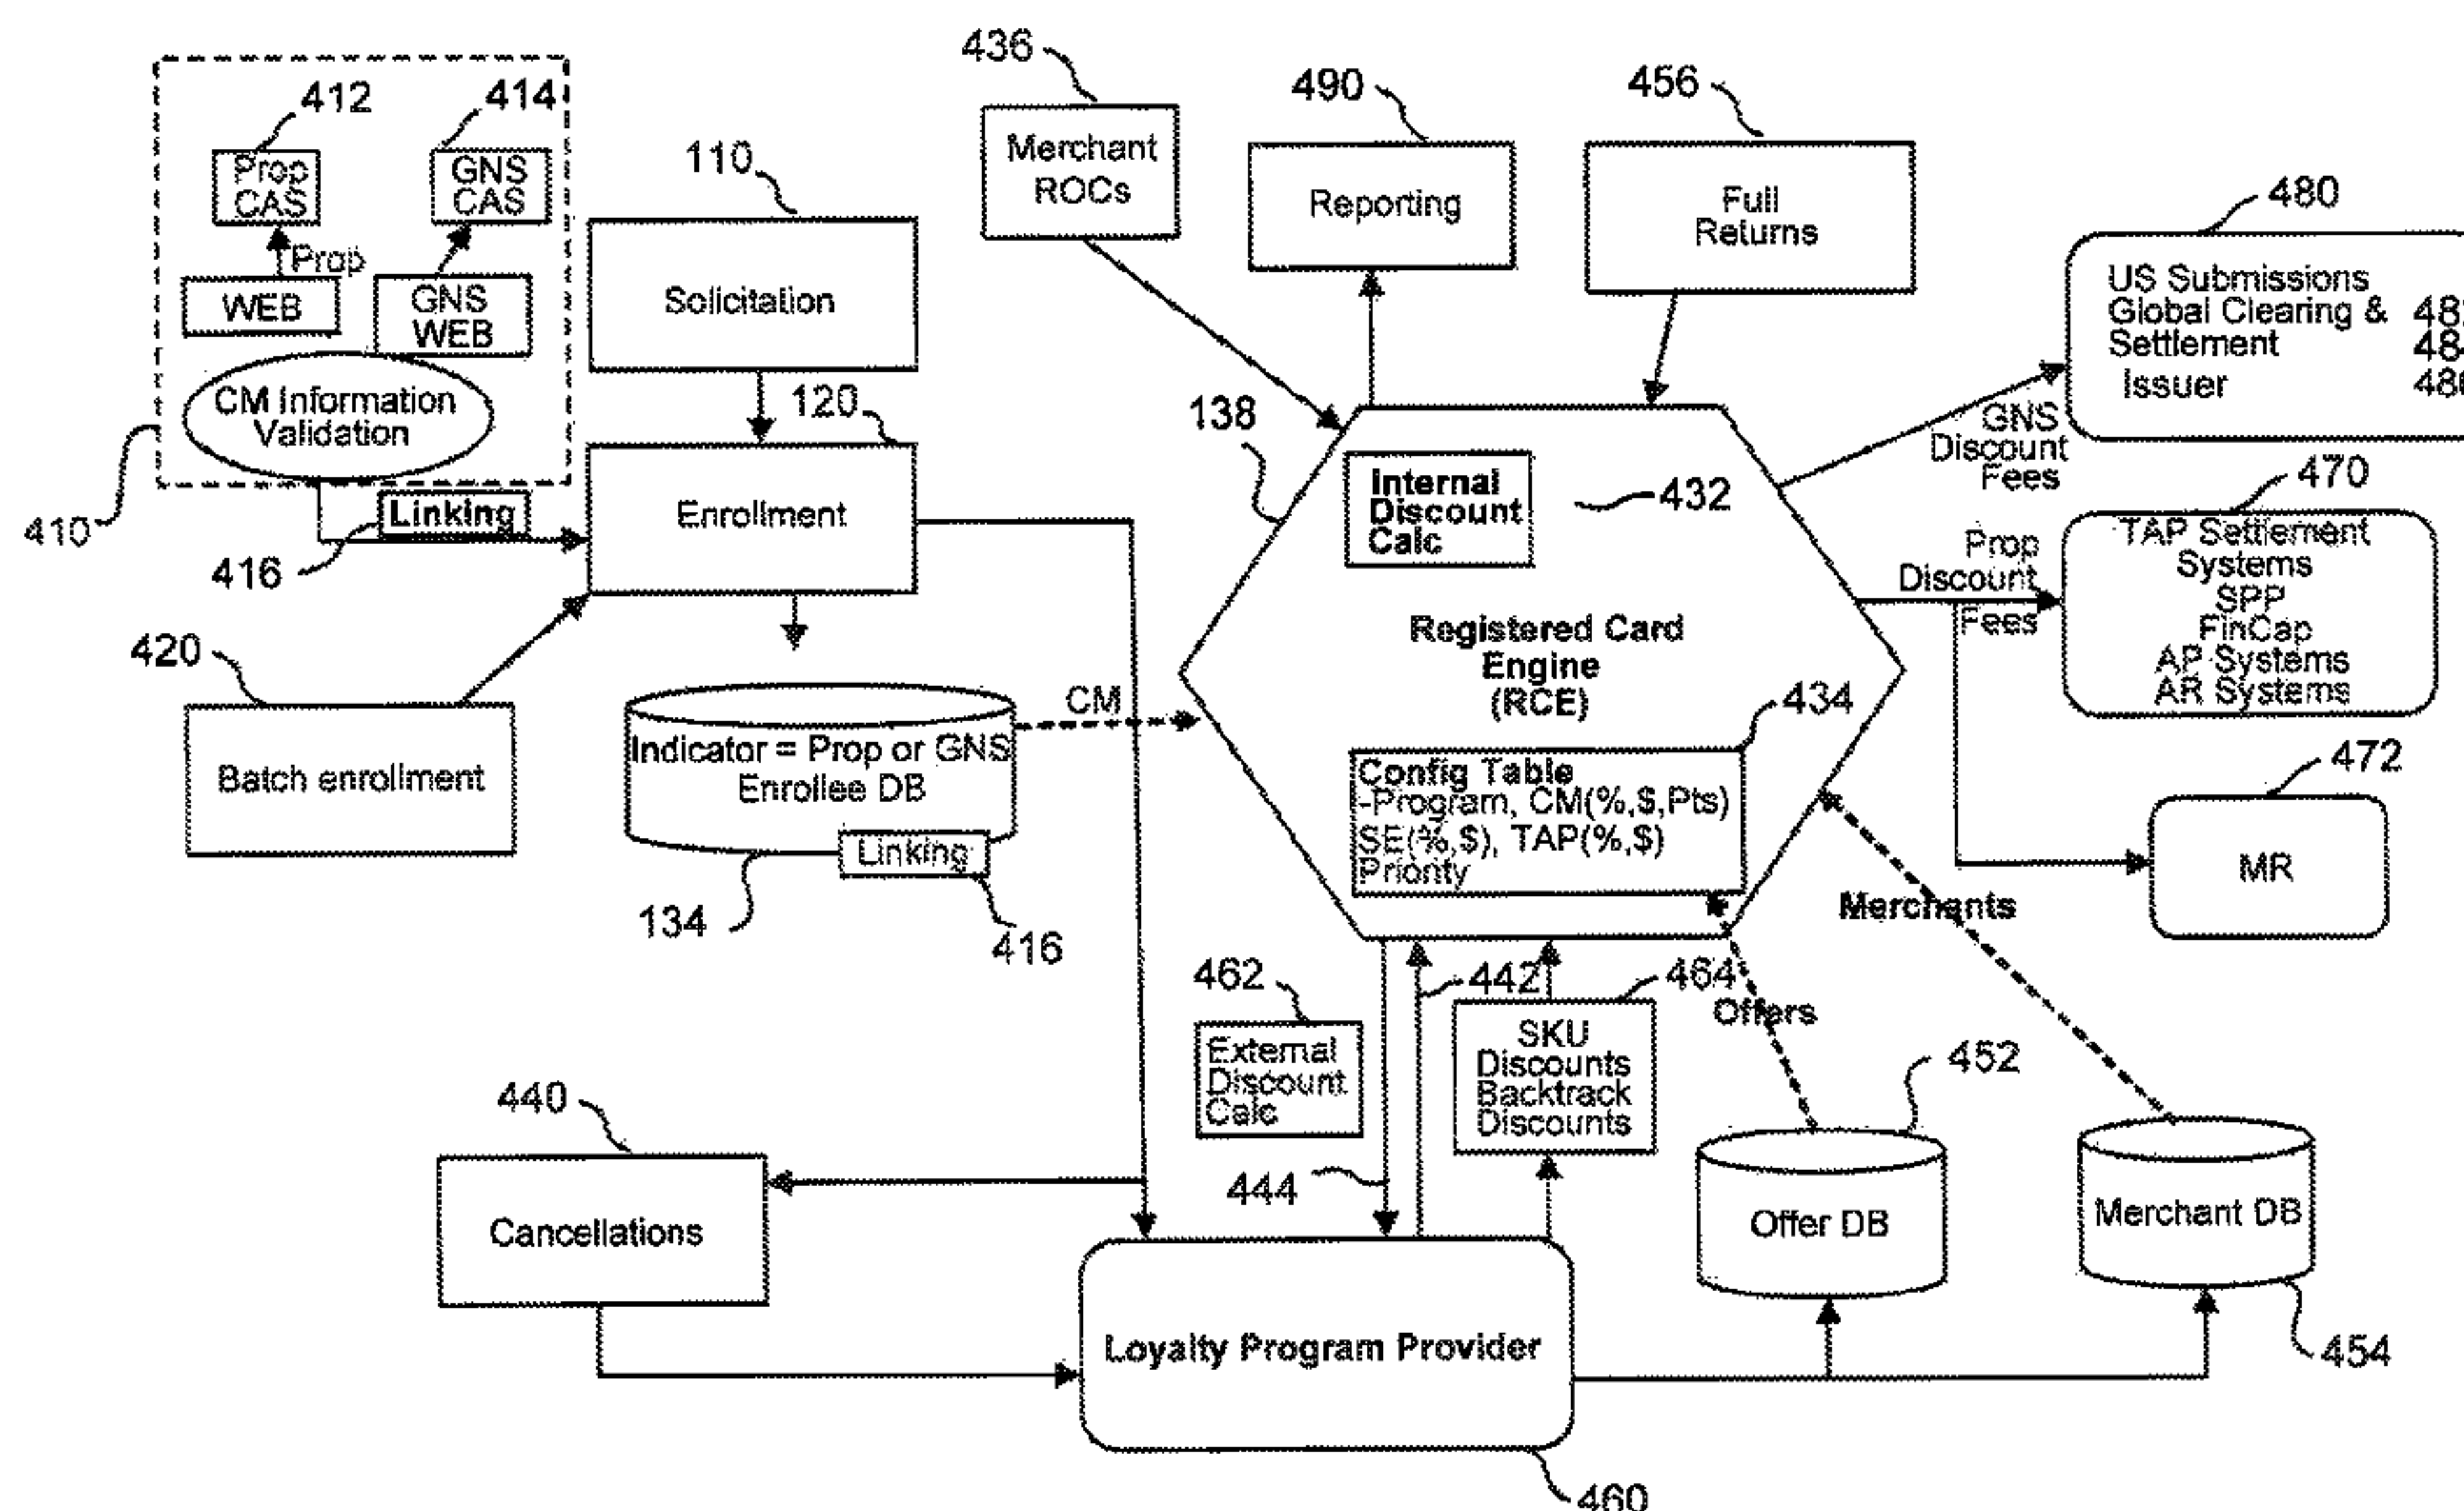 436
490
456
412
414
Prop
CAS
GNS
CAS
110
Merchant
ROCs
Reporting
Full
Returns
480
Prop
WEB
GNS
WEB
Solicitation
US Submissions
Global Clearing &
Settlement
Issuer
CM Information
Validation
120
138
GNS
Discount
Fees
410
Linking
416
Enrollment
Internal
Discount
Calc
432
470
Prop
Discount
Fees
TAP Settlement
Systems
SPP
FinCap
AP Systems
AR Systems
420
Batch enrollment
CM
Registered Card
Engine
(RCE)
434
Indicator = Prop or GNS
Enrollee DB
Linking
134
416
Config Table
-Program, CM(%,$,Pts)
SE(%,$), TAP(%,$)
Priority
472
MR
Merchants
462
442
464
Offers
External
Discount
Calc
SKU
Discounts
Backtrack
Discounts
452
440
444
Cancellations
Offer DB
Merchant DB
Loyalty Program Provider
454
460